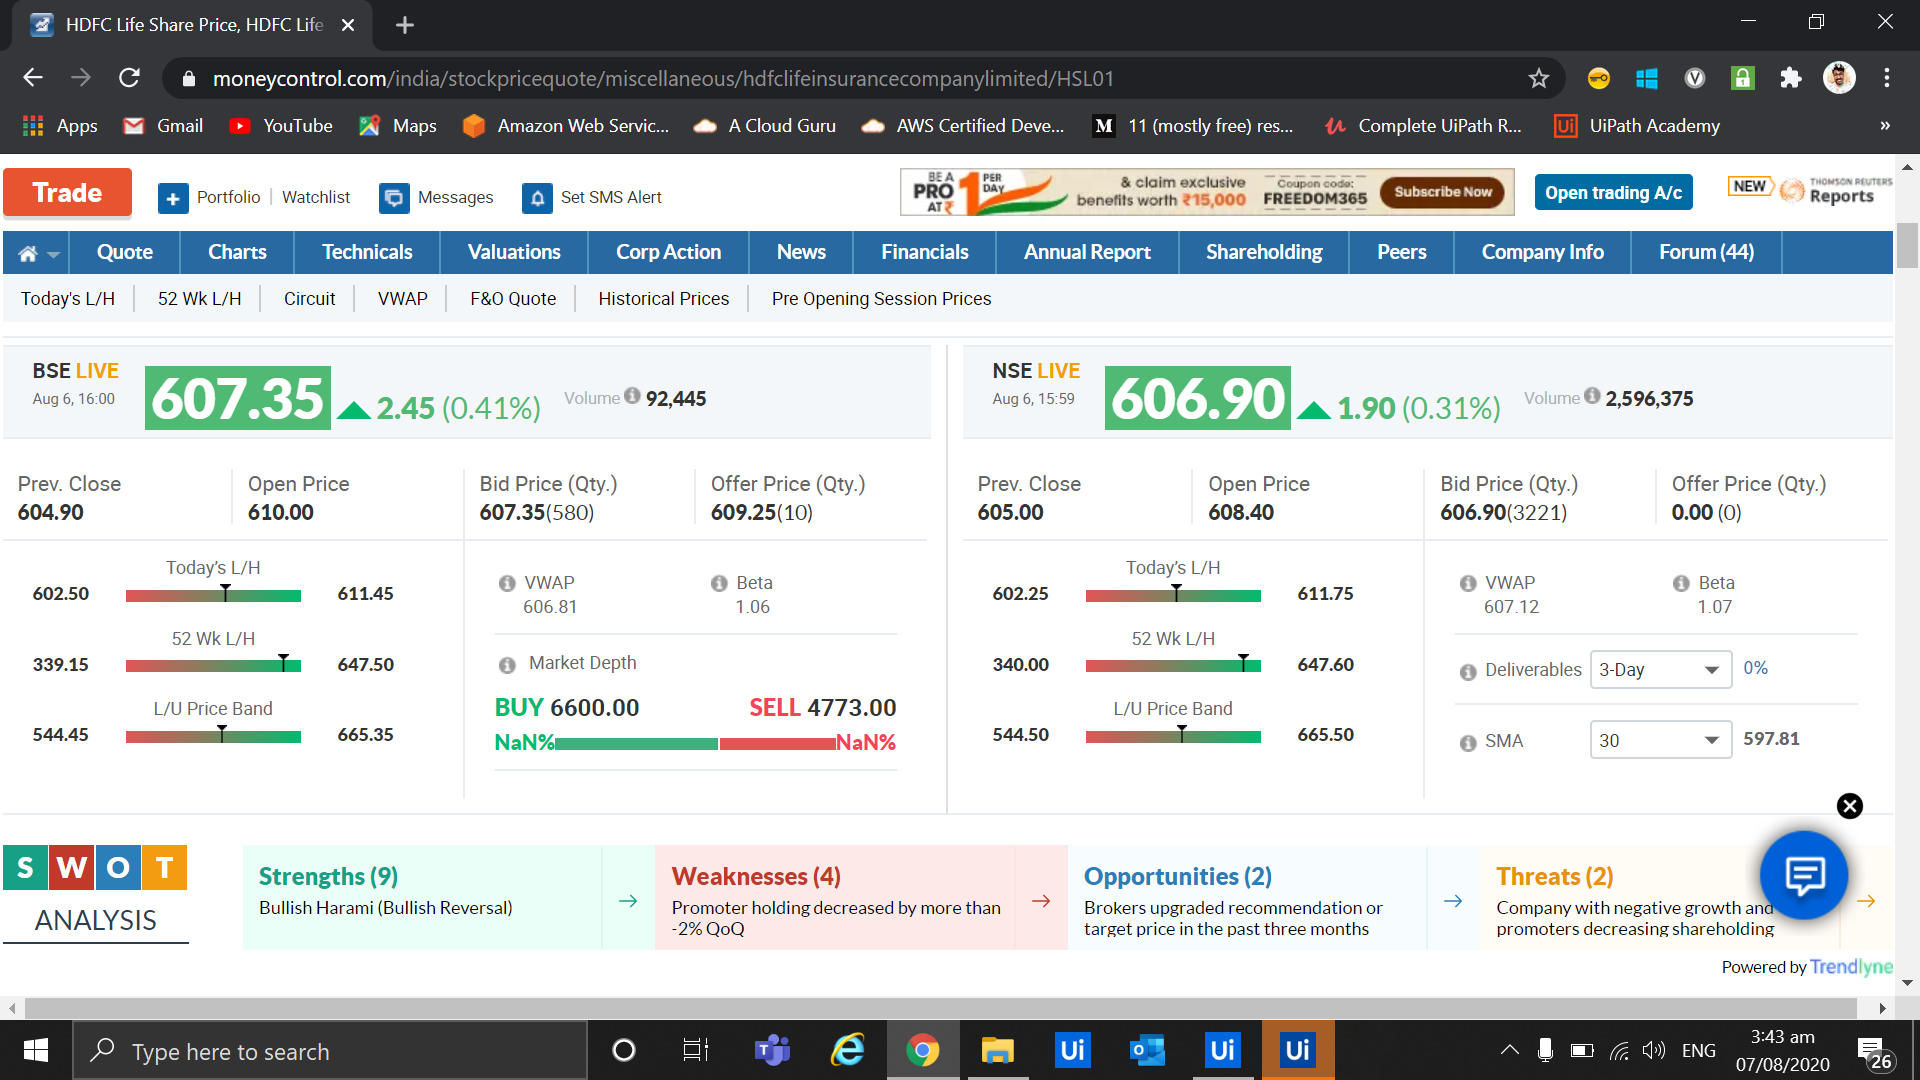 HDFC Life Share Price, HDFC Life
moneycontrol.com/india/stockpricequote/miscellaneous/hdfclifeinsurancecompanylimited/HSL01
Apps Gmail YouTube Maps Amazon Web Servic... A Cloud Guru AWS Certified Deve... M 11 (mostly free) res... Complete UiPath R... Ui UiPath Academy »
Trade Portfolio Watchlist Messages Set SMS Alert
BE A PRO AT ₹ 1 PER DAY
& claim exclusive benefits worth ₹15,000
Coupon code: FREEDOM365
Subscribe Now
Open trading A/c
NEW THOMSON REUTERS Reports
Quote Charts Technicals Valuations Corp Action News Financials Annual Report Shareholding Peers Company Info Forum (44)
Today's L/H 52 Wk L/H Circuit VWAP F&O Quote Historical Prices Pre Opening Session Prices
BSE LIVE
Aug 6, 16:00
607.35 2.45 (0.41%) Volume 92,445
Prev. Close Open Price Bid Price (Qty.) Offer Price (Qty.)
604.90 610.00 607.35(580) 609.25(10)
Today's L/H
602.50 611.45
52 Wk L/H
339.15 647.50
L/U Price Band
544.45 665.35
VWAP Beta
606.81 1.06
Market Depth
BUY 6600.00 SELL 4773.00
NaN% NaN%
NSE LIVE
Aug 6, 15:59
606.90 1.90 (0.31%) Volume 2,596,375
Prev. Close Open Price Bid Price (Qty.) Offer Price (Qty.)
605.00 608.40 606.90(3221) 0.00 (0)
Today's L/H
602.25 611.75
52 Wk L/H
340.00 647.60
L/U Price Band
544.50 665.50
VWAP Beta
607.12 1.07
Deliverables 3-Day 0%
SMA 30 597.81
S W O T
ANALYSIS
Strengths (9)
Bullish Harami (Bullish Reversal)
Weaknesses (4)
Promoter holding decreased by more than
-2% QoQ
Opportunities (2)
Brokers upgraded recommendation or
target price in the past three months
Threats (2)
Company with negative growth and
promoters decreasing shareholding
Powered by Trendlyne
Type here to search
Ui Ui Ui
ENG
3:43 am
07/08/2020
26